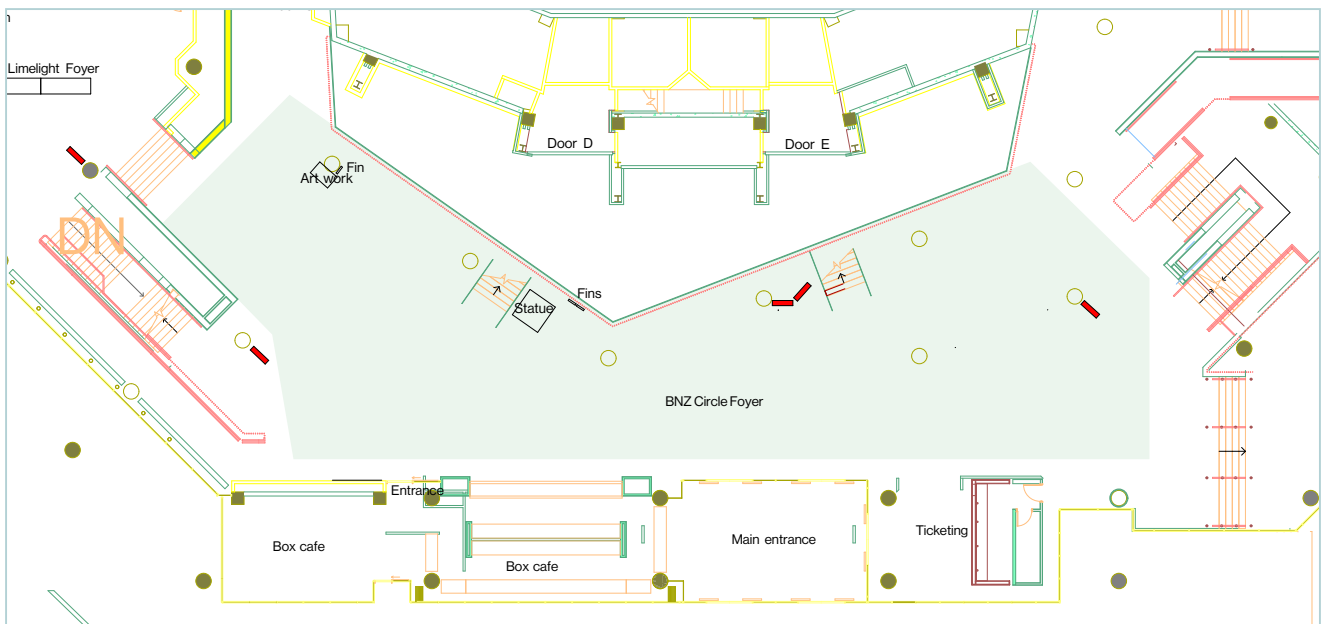 Limelight Foyer
Door D
Door E
Fin
Art work
DN
Fins
Statue
BNZ Circle Foyer
Entrance
Ticketing
Main entrance
Box cafe
Box cafe